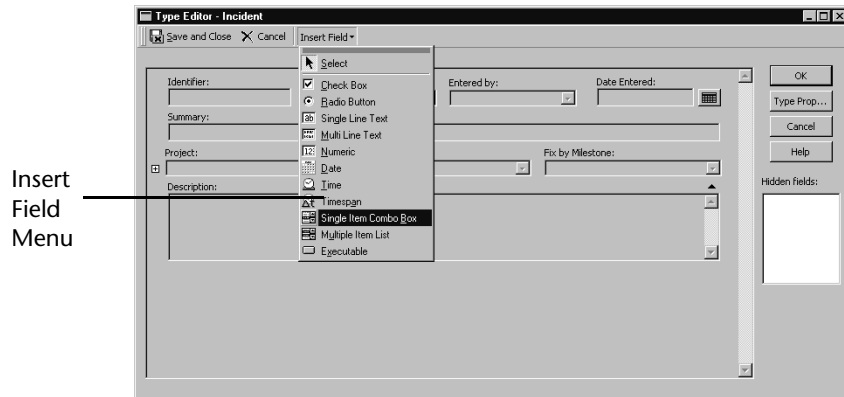 Type Editor - Incident
Save and Close Cancel Insert Field
Select
Identifier: Entered by: Date Entered:
OK
Check Box
Radio Button
Type Prop...
Summary:
Single Line Text
Cancel
Multi Line Text
Project: Numeric Fix by Milestone:
Help
Date
Insert
Field
Menu
Description:
Time
Hidden fields:
Timespan
Single Item Combo Box
Multiple Item List
Executable